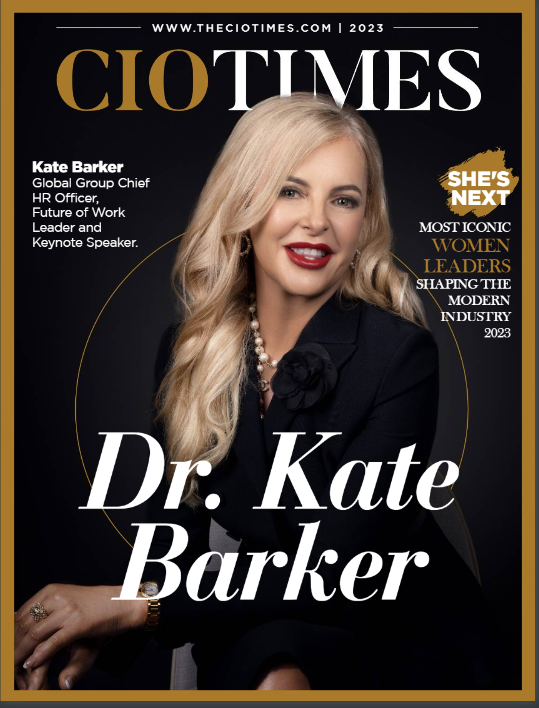 WWW.THECIOTIMES.COM | 2023
CIOTIMES
Kate Barker
Global Group Chief
HR Officer,
Future of Work
Leader and
Keynote Speaker.
SHE'S
NEXT
MOST ICONIC
WOMEN
LEADERS
SHAPING THE
MODERN
INDUSTRY
2023
Dr. Kate
Barker